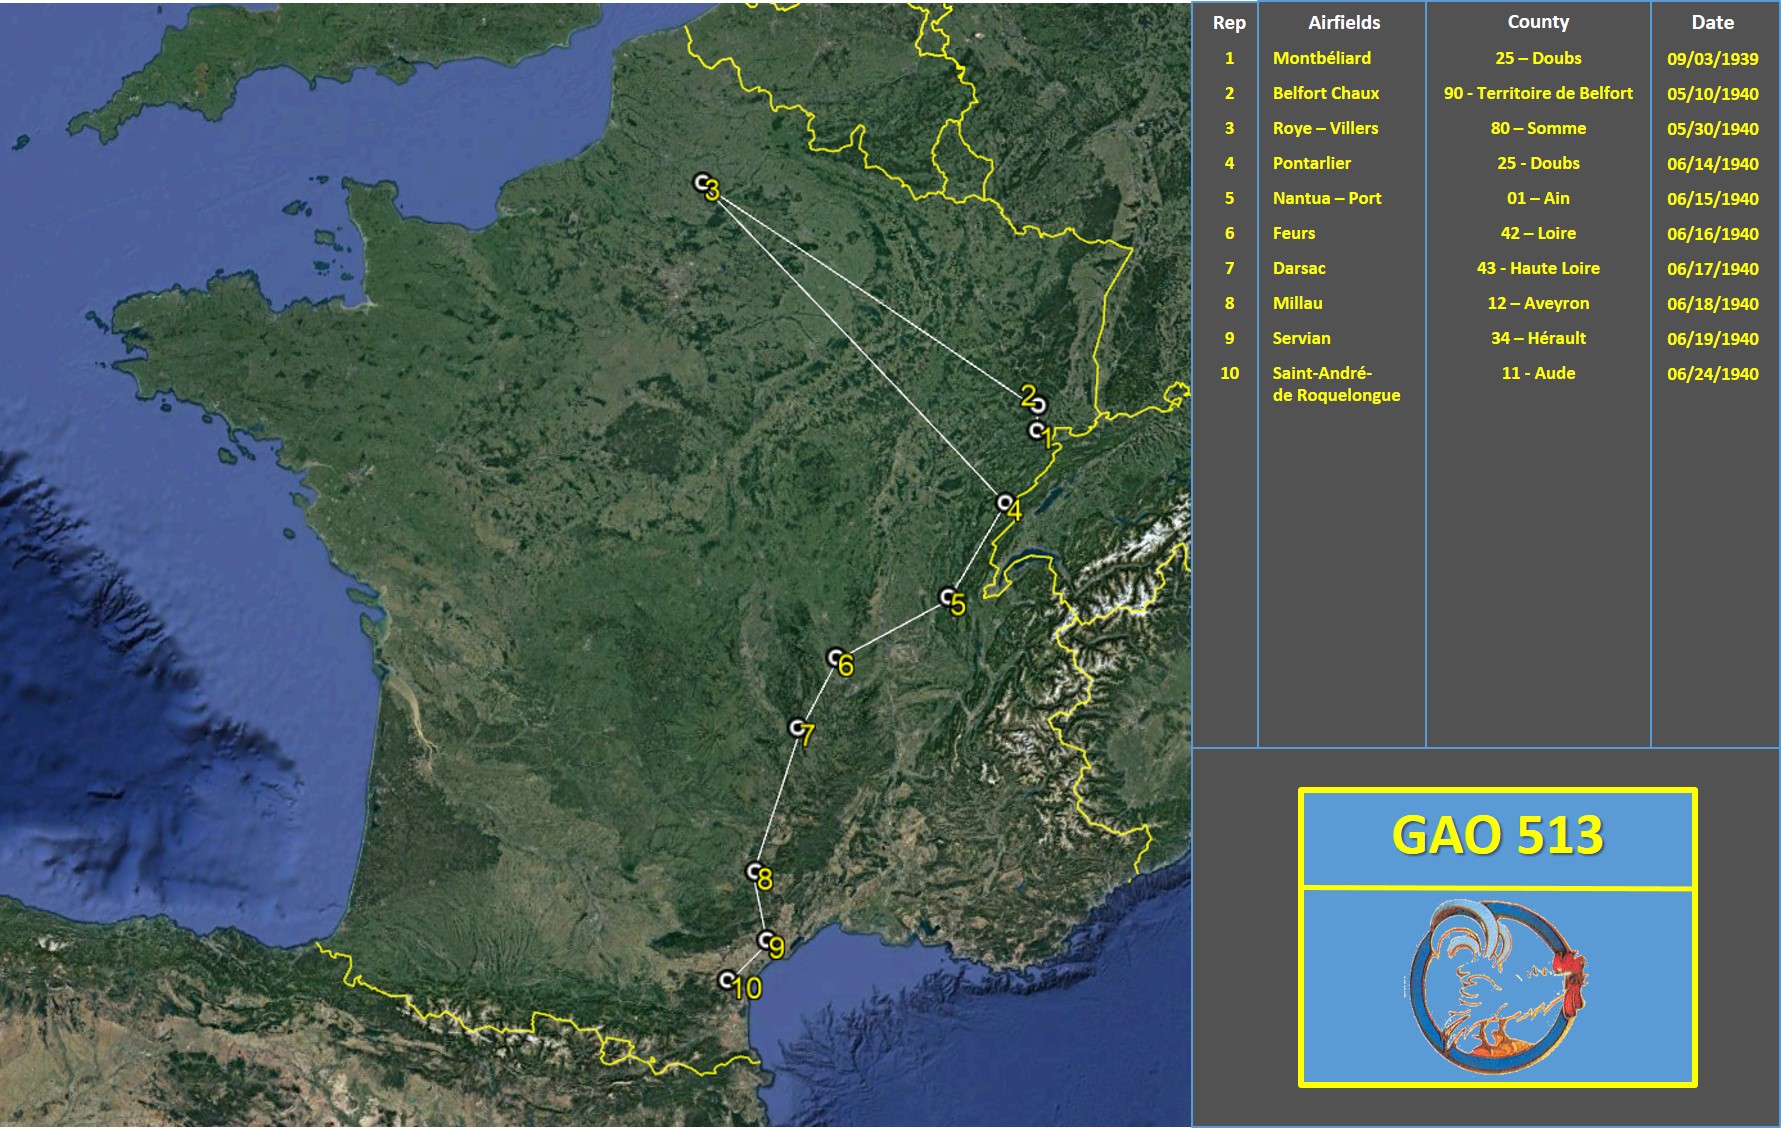 Rep Airfields County Date
1 Montbéliard 25 – Doubs 09/03/1939
2 Belfort Chaux 90 - Territoire de Belfort 05/10/1940
3 Roye – Villers 80 – Somme 05/30/1940
4 Pontarlier 25 - Doubs 06/14/1940
5 Nantua – Port 01 – Ain 06/15/1940
6 Feurs 42 – Loire 06/16/1940
7 Darsac 43 - Haute Loire 06/17/1940
8 Millau 12 – Aveyron 06/18/1940
9 Servian 34 – Hérault 06/19/1940
10 Saint-André- 11 - Aude 06/24/1940
de Roquelongue
3
2
1
4
5
6
7
8
9
10
GAO 513